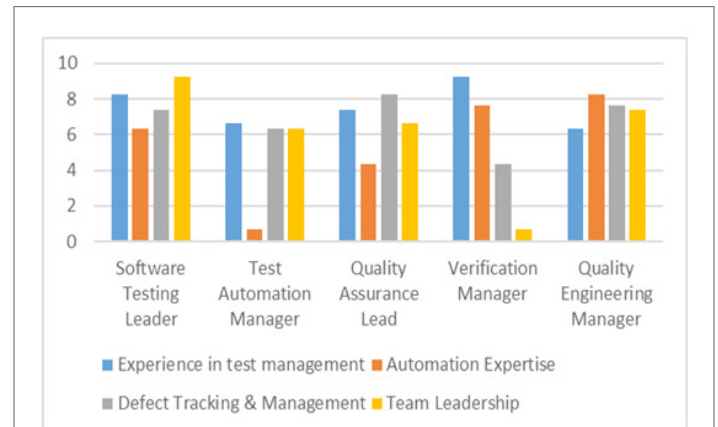 10
8
6
4
2
0
Software Testing Leader
Test Automation Manager
Quality Assurance Lead
Verification Manager
Quality Engineering Manager
Experience in test management
Automation Expertise
Defect Tracking & Management
Team Leadership